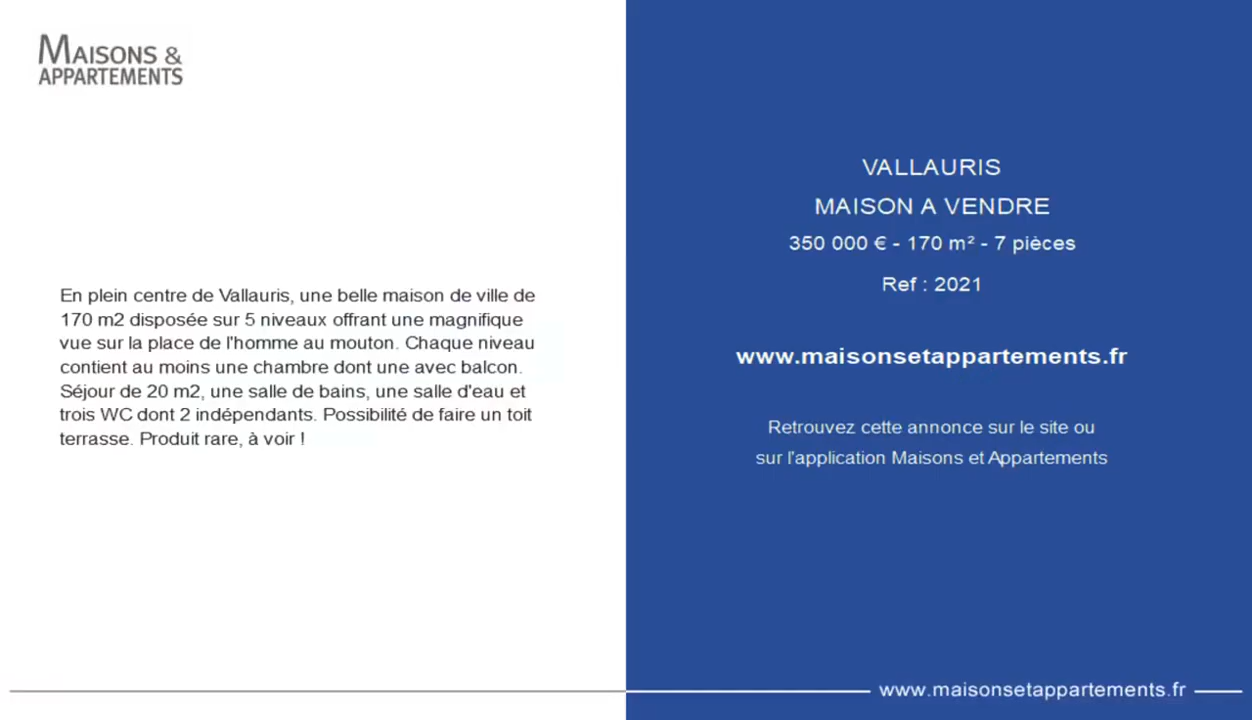 MAISONS &
APPARTEMENTS
En plein centre de Vallauris, une belle maison de ville de
170 m2 disposée sur 5 niveaux offrant une magnifique
vue sur la place de l'homme au mouton. Chaque niveau
contient au moins une chambre dont une avec balcon.
Séjour de 20 m2, une salle de bains, une salle d'eau et
trois WC dont 2 indépendants. Possibilité de faire un toit
terrasse. Produit rare, à voir !
VALLAURIS
MAISON A VENDRE
350 000 € - 170 m² - 7 pièces
Ref : 2021
www.maisonsetappartements.fr
Retrouvez cette annonce sur le site ou
sur l'application Maisons et Appartements
www.maisonsetappartements.fr